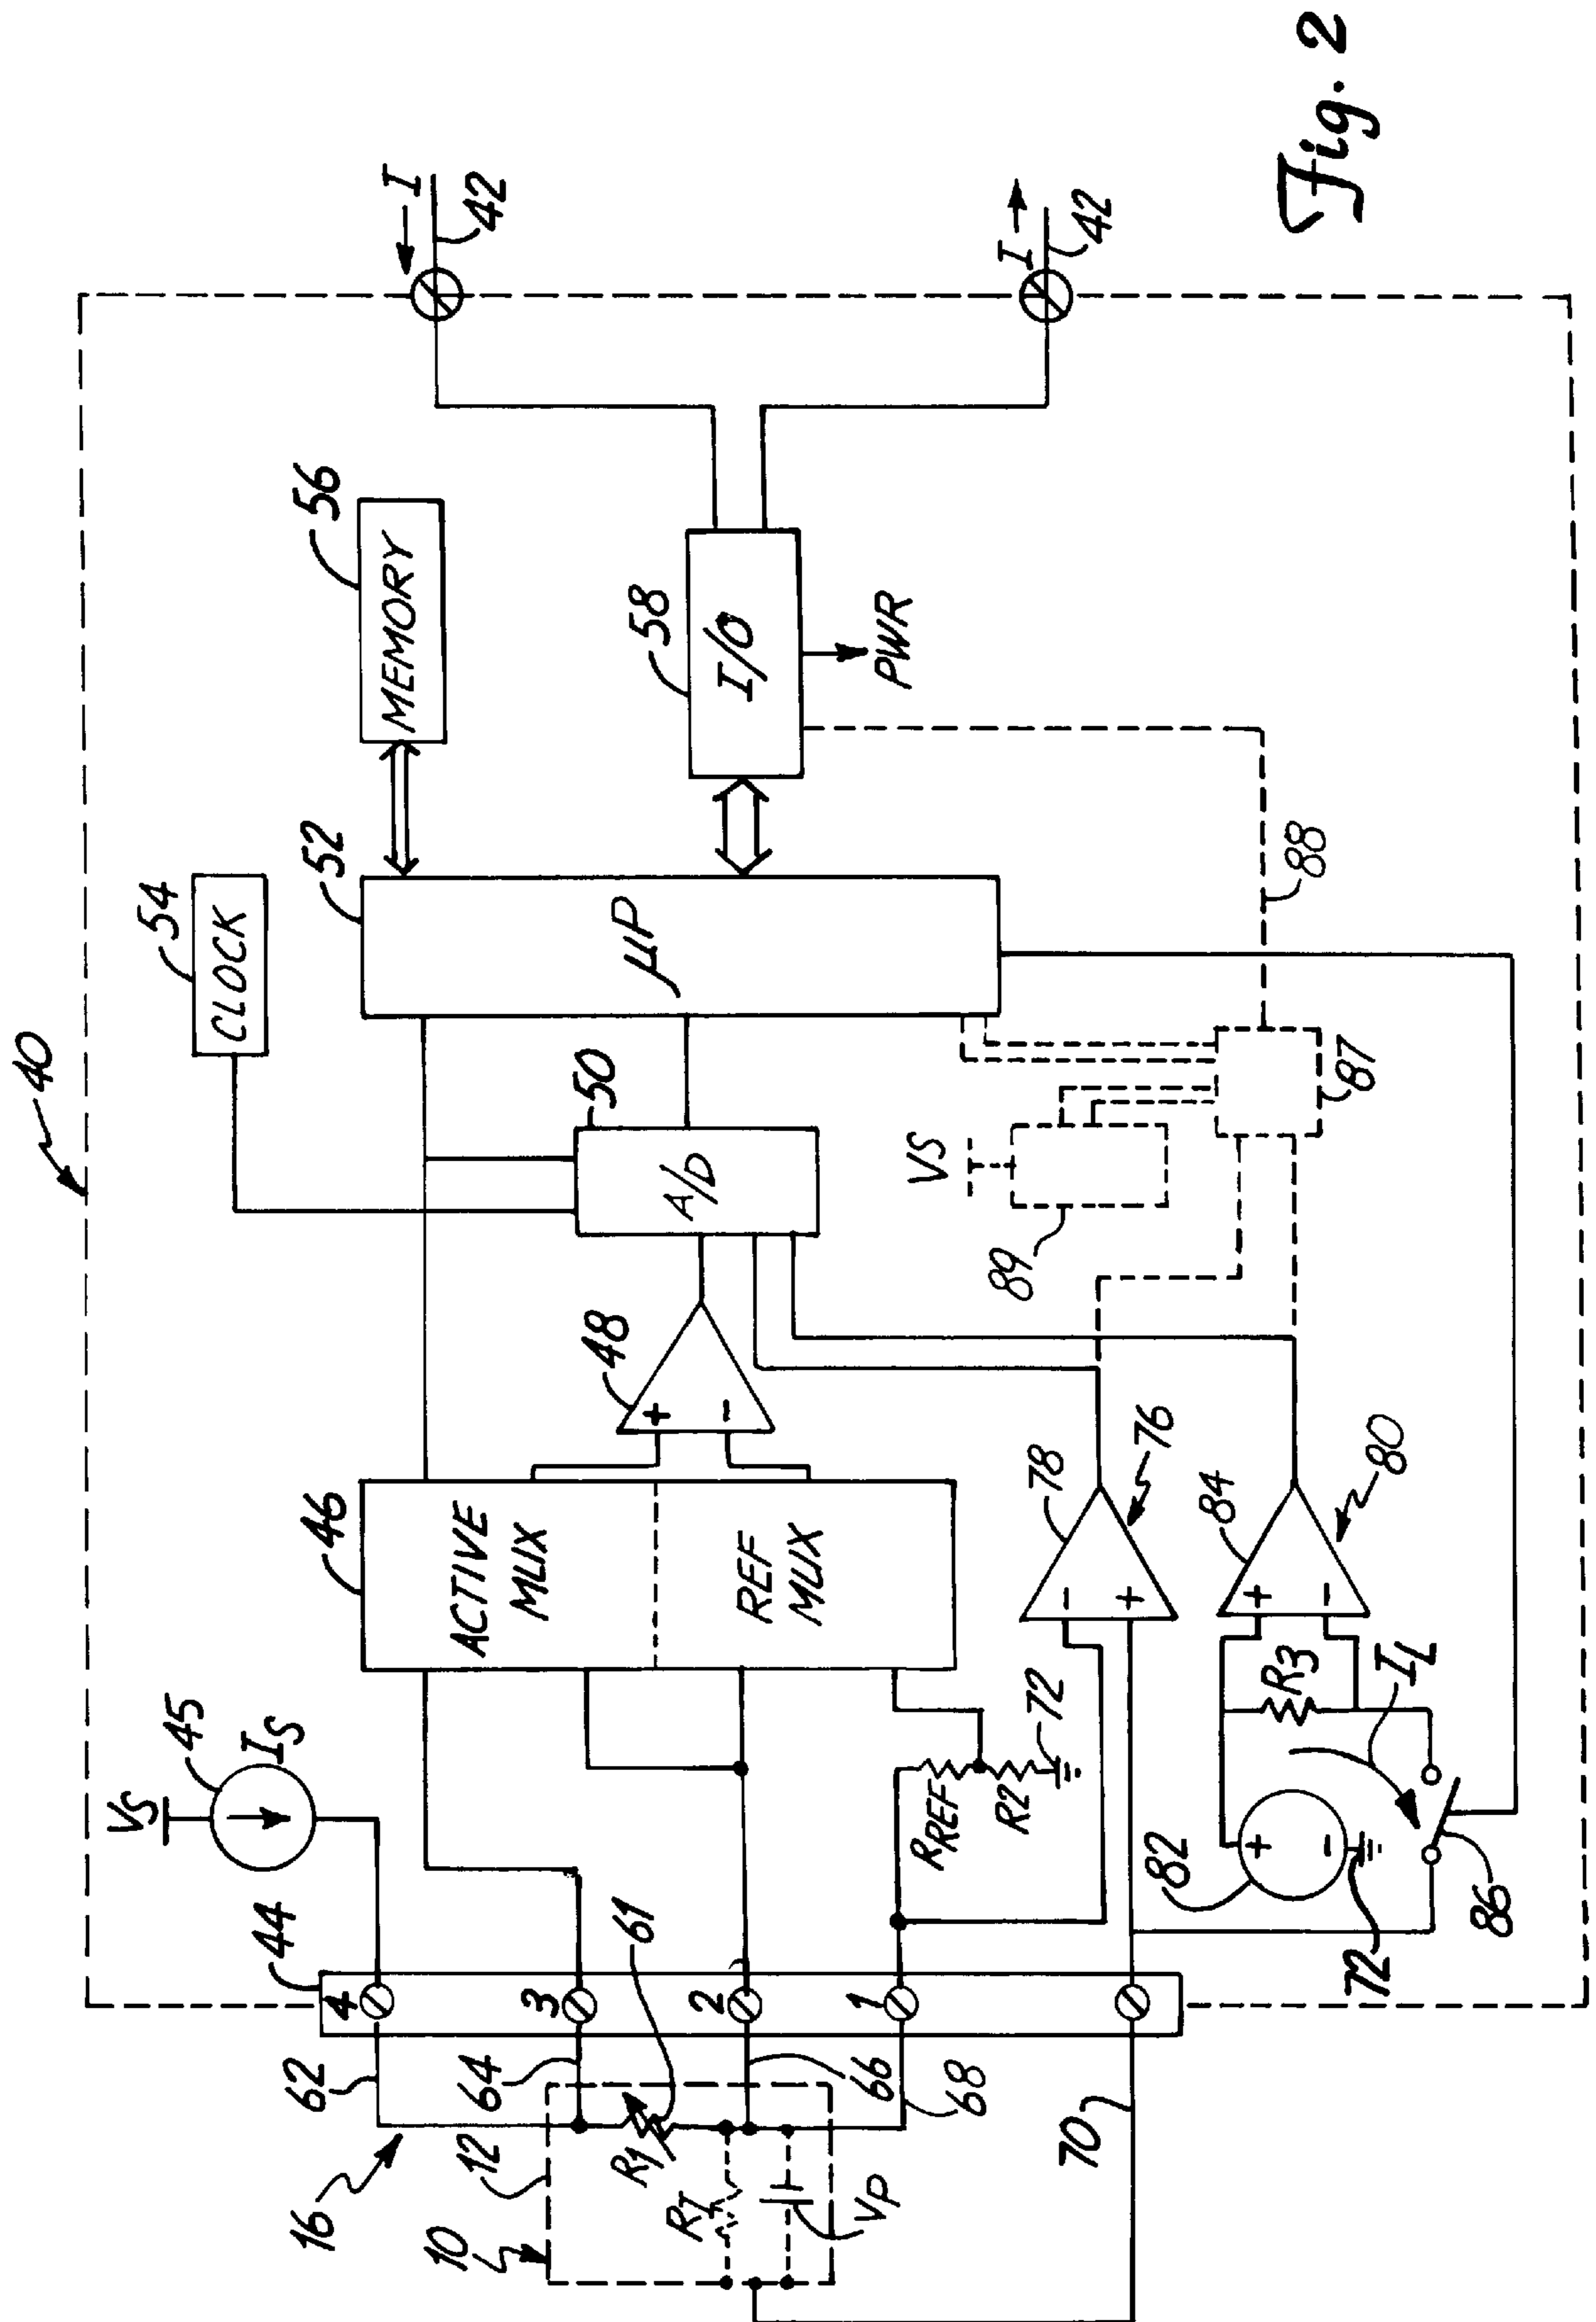 Fig. 2
40
42
I
I
42
56
MEMORY
54
CLOCK
52
µP
58
I/O
PWR
50
A/D
48
+
-
46
ACTIVE
MUX
REF
MUX
88
87
VS
89
VS
45
IS
44
4
3
2
1
62
64
66
68
70
16
10
12
61
R1
RI
VP
RREF
R2
72
78
-
+
76
84
+
-
80
R3
IL
82
+
-
72
86